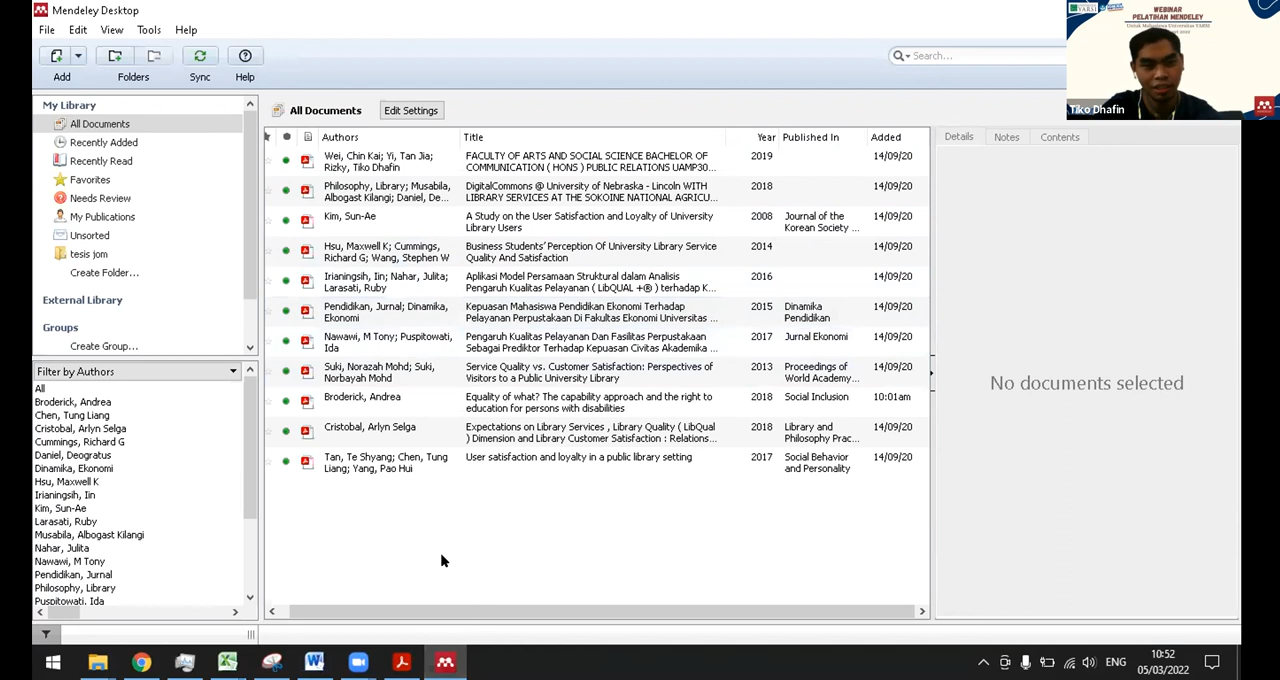 Mendeley Desktop
File Edit View Tools Help
Add Folders Sync Help
Search...
WEBINAR
PELATIHAN MENDELEY
Untuk Mahasiswa Universitas YARSI
YARSI
Tiko Dhafin
My Library
All Documents
Recently Added
Recently Read
Favorites
Needs Review
My Publications
Unsorted
tesis jom
Create Folder...
External Library
Groups
Create Group...
Filter by Authors
All
Broderick, Andrea
Chen, Tung Liang
Cristobal, Arlyn Selga
Cummings, Richard G
Daniel, Deogratus
Dinamika, Ekonomi
Hsu, Maxwell K
Irianingsih, Iin
Kim, Sun-Ae
Larasati, Ruby
Musabila, Albogast Kilangi
Nahar, Julita
Nawawi, M Tony
Pendidikan, Jurnal
Philosophy, Library
Puspitowati, Ida
All Documents Edit Settings
Authors Title Year Published In Added
Wei, Chin Kai; Yi, Tan Jia; FACULTY OF ARTS AND SOCIAL SCIENCE BACHELOR OF 2019 14/09/20
Rizky, Tiko Dhafin COMMUNICATION ( HONS ) PUBLIC RELATIONS UAMP30...
Philosophy, Library; Musabila, DigitalCommons @ University of Nebraska - Lincoln WITH 2018 14/09/20
Albogast Kilangi; Daniel, De... LIBRARY SERVICES AT THE SOKOINE NATIONAL AGRICU...
Kim, Sun-Ae A Study on the User Satisfaction and Loyalty of University 2008 Journal of the 14/09/20
Library Users Korean Society ...
Hsu, Maxwell K; Cummings, Business Students' Perception Of University Library Service 2014 14/09/20
Richard G; Wang, Stephen W Quality And Satisfaction
Irianingsih, Iin; Nahar, Julita; Aplikasi Model Persamaan Struktural dalam Analisis 2016 14/09/20
Larasati, Ruby Pengaruh Kualitas Pelayanan ( LibQUAL +® ) terhadap K...
Pendidikan, Jurnal; Dinamika, Kepuasan Mahasiswa Pendidikan Ekonomi Terhadap 2015 Dinamika 14/09/20
Ekonomi Pelayanan Perpustakaan Di Fakultas Ekonomi Universitas ... Pendidikan
Nawawi, M Tony; Puspitowati, Pengaruh Kualitas Pelayanan Dan Fasilitas Perpustakaan 2017 Jurnal Ekonomi 14/09/20
Ida Sebagai Prediktor Terhadap Kepuasan Civitas Akademika ...
Suki, Norazah Mohd; Suki, Service Quality vs. Customer Satisfaction: Perspectives of 2013 Proceedings of 14/09/20
Norbayah Mohd Visitors to a Public University Library World Academy...
Broderick, Andrea Equality of what? The capability approach and the right to 2018 Social Inclusion 10:01am
education for persons with disabilities
Cristobal, Arlyn Selga Expectations on Library Services , Library Quality ( LibQual 2018 Library and 14/09/20
) Dimension and Library Customer Satisfaction : Relations... Philosophy Prac...
Tan, Te Shyang; Chen, Tung User satisfaction and loyalty in a public library setting 2017 Social Behavior 14/09/20
Liang; Yang, Pao Hui and Personality
Details Notes Contents
No documents selected
ENG
10:52
05/03/2022